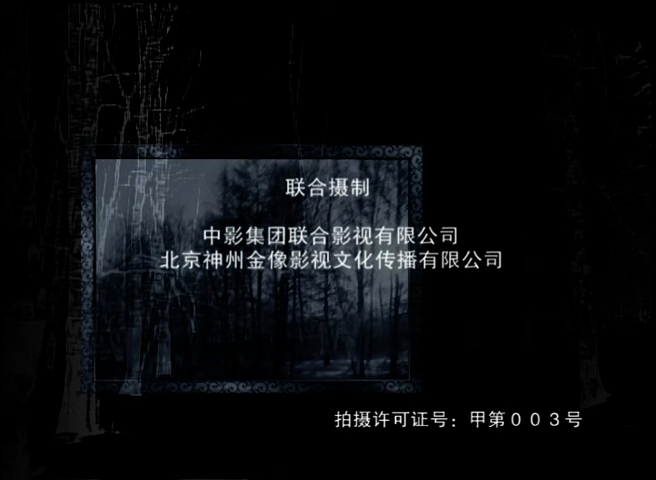 联合摄制
中影集团联合影视有限公司
北京神州金像影视文化传播有限公司
拍摄许可证号：甲第００３号